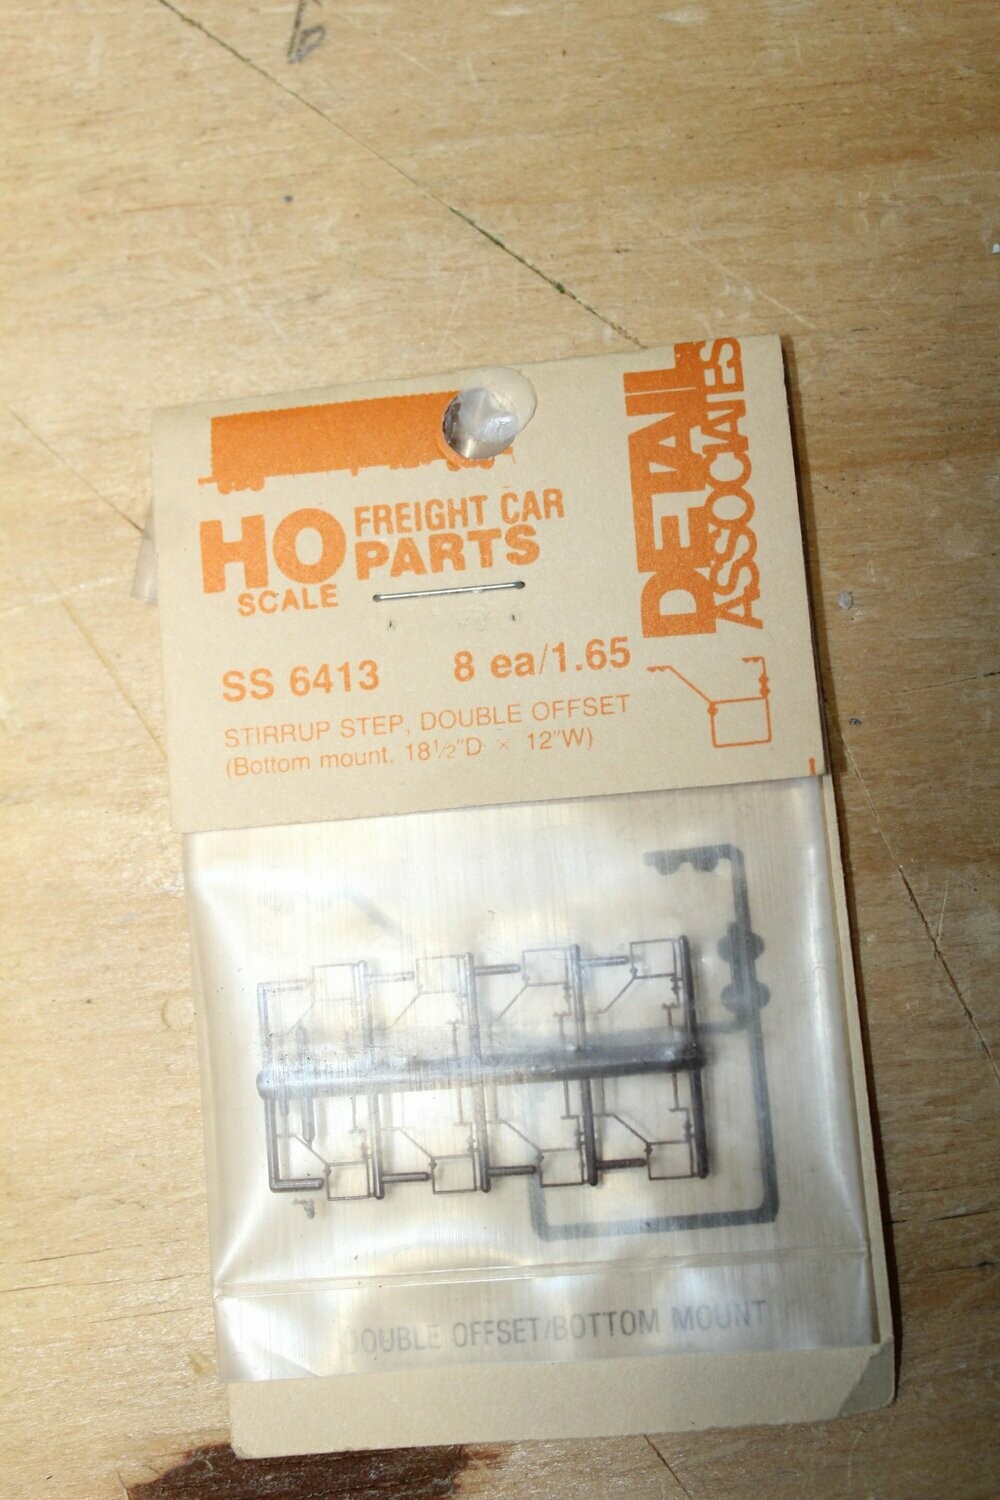 6
HO SCALE
FREIGHT CAR
PARTS
DETAIL
ASSOCIATES
SS 6413 8 ea/1.65
STIRRUP STEP, DOUBLE OFFSET
(Bottom mount, 18½"D × 12"W)
DOUBLE OFFSET/BOTTOM MOUNT